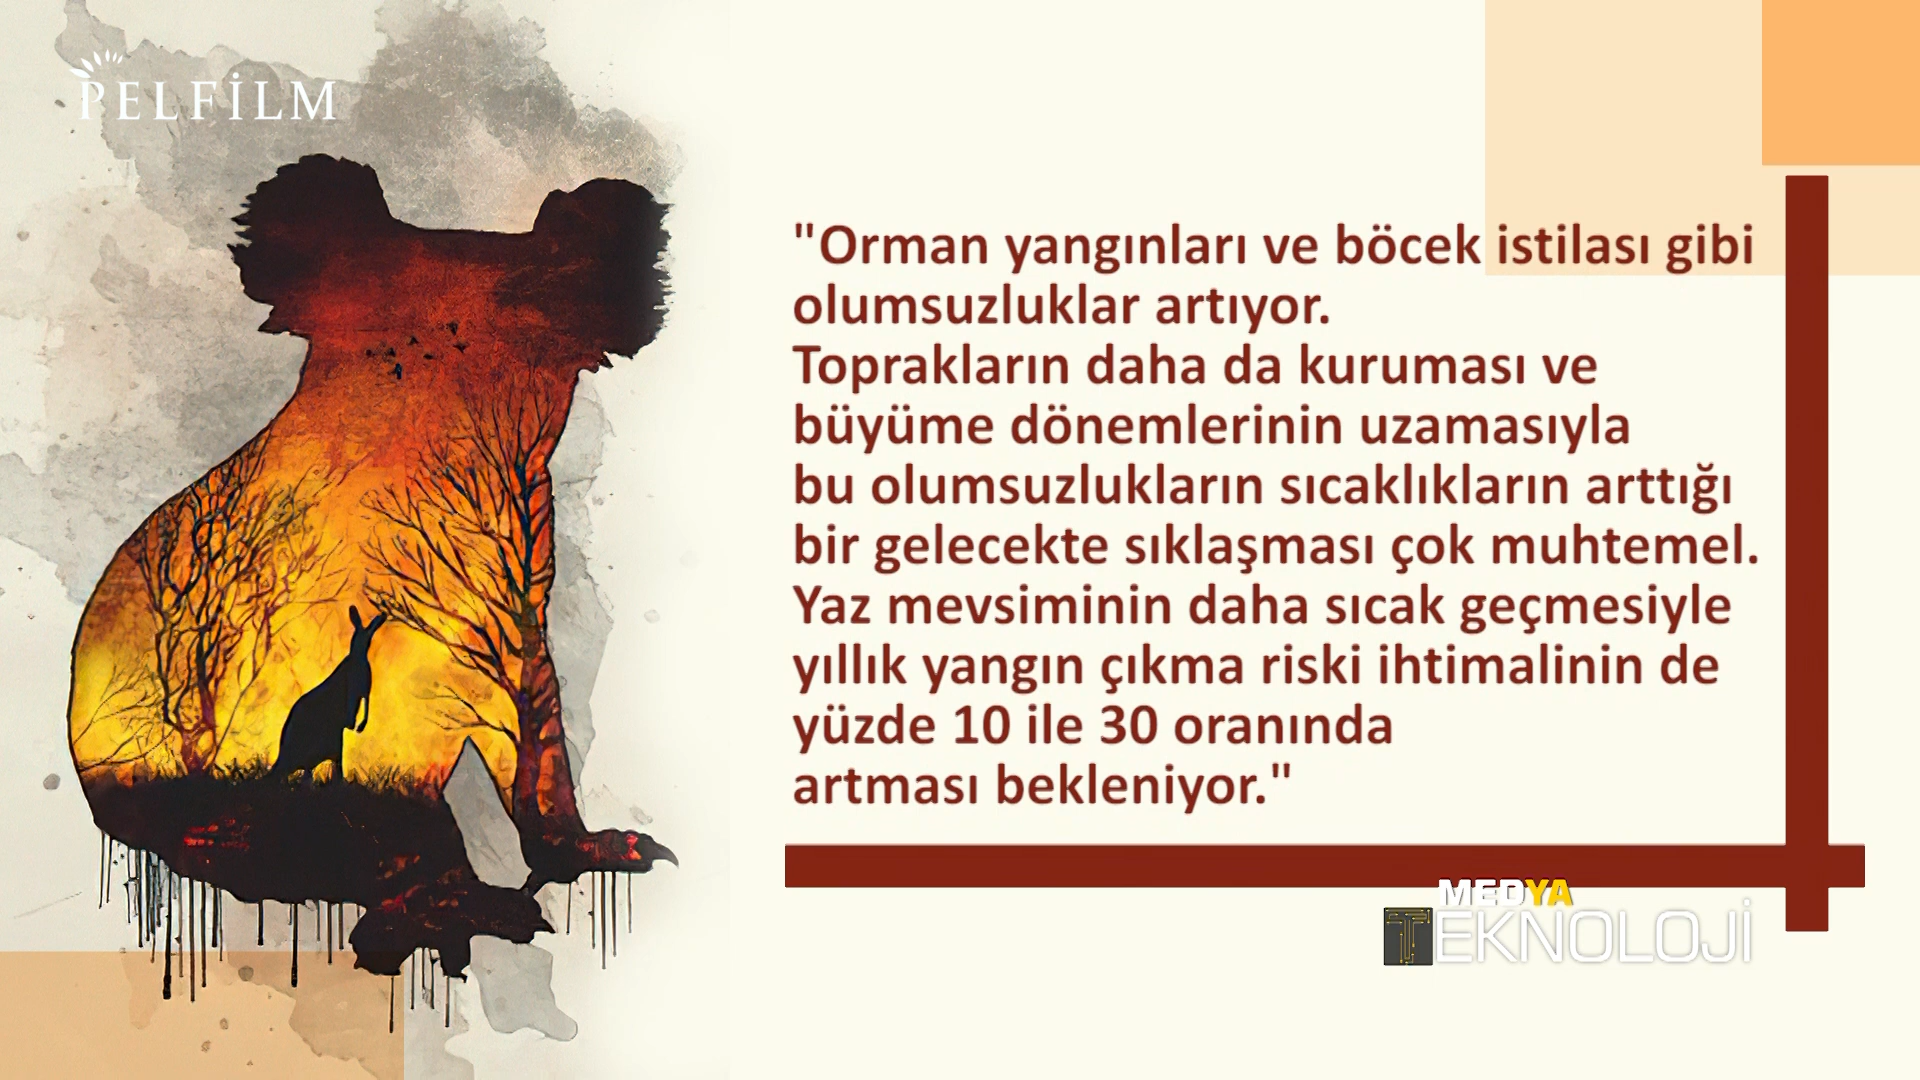 PELFİLM
"Orman yangınları ve böcek istilası gibi
olumsuzluklar artıyor.
Toprakların daha da kuruması ve
büyüme dönemlerinin uzamasıyla
bu olumsuzlukların sıcaklıkların arttığı
bir gelecekte sıklaşması çok muhtemel.
Yaz mevsiminin daha sıcak geçmesiyle
yıllık yangın çıkma riski ihtimalinin de
yüzde 10 ile 30 oranında
artması bekleniyor."
MEDYA
TEKNOLOJİ